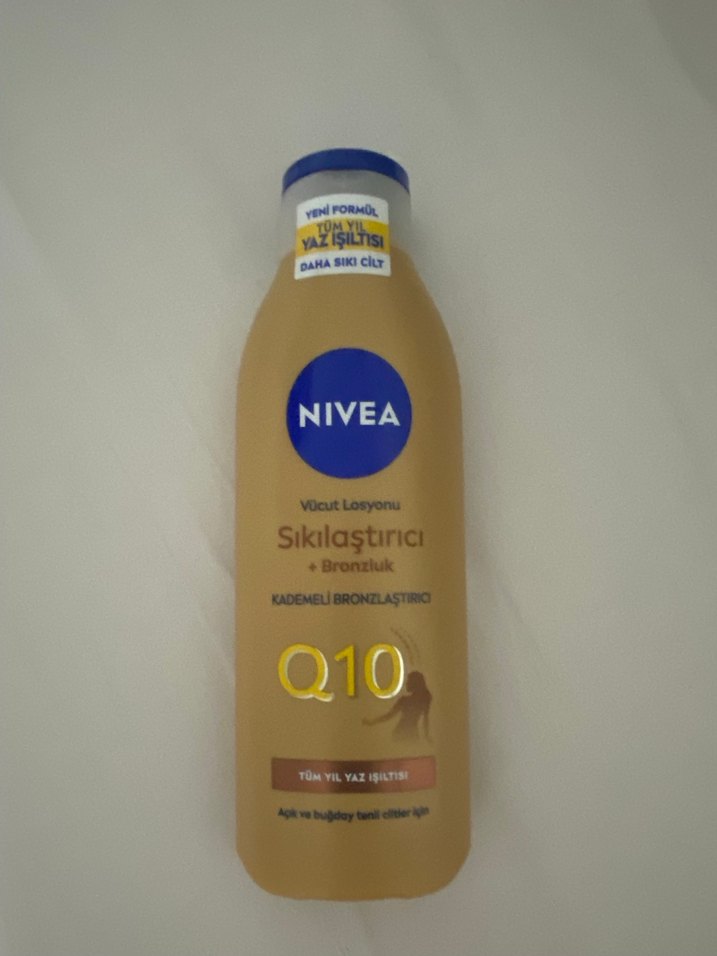 YENİ FORMÜL
TÜM YIL
YAZ IŞILTISI
DAHA SIKI CİLT
NIVEA
Vücut Losyonu
Sıkılaştırıcı
+ Bronzluk
KADEMELİ BRONZLAŞTIRICI
Q10
TÜM YIL YAZ IŞILTISI
Açık ve buğday tenli ciltler için